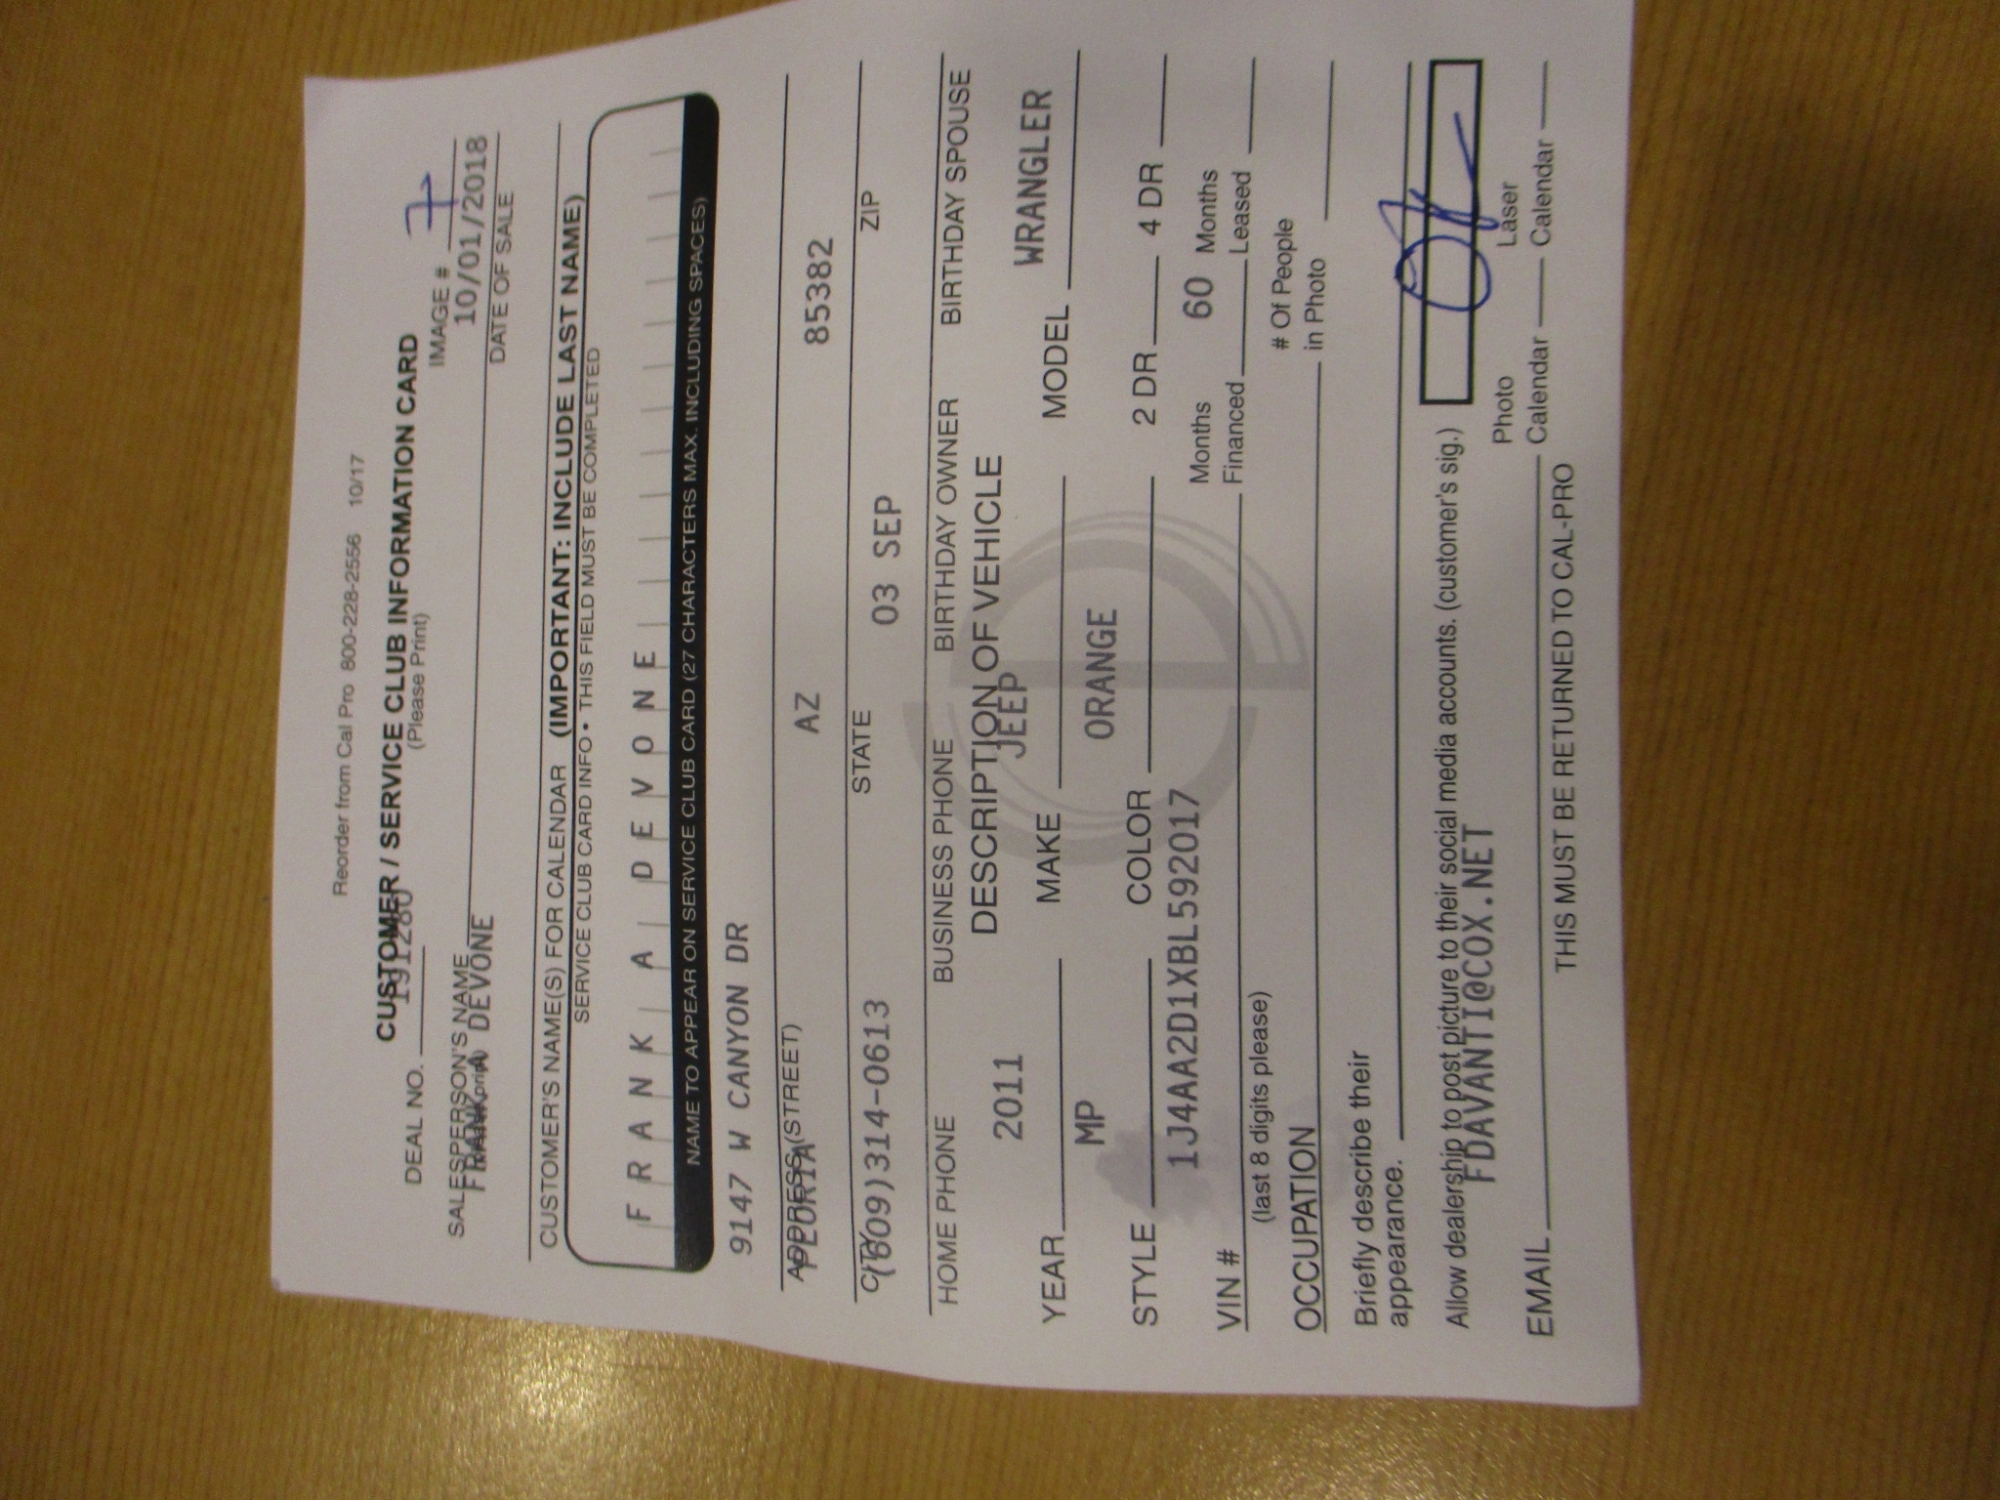 Reorder from Cal Pro 800-228-2556 10/17
CUSTOMER / SERVICE CLUB INFORMATION CARD
(Please Print)
DEAL NO. 1911280
IMAGE # 7
10/01/2018
SALESPERSON'S NAME
DATE OF SALE
FRANK A DEVONE
CUSTOMER'S NAME(S) FOR CALENDAR (IMPORTANT: INCLUDE LAST NAME)
SERVICE CLUB CARD INFO • THIS FIELD MUST BE COMPLETED
FRANK A DEVONE
NAME TO APPEAR ON SERVICE CLUB CARD (27 CHARACTERS MAX. INCLUDING SPACES)
9147 W CANYON DR
ADDRESS (STREET)
PEORIA AZ 85382
CITY STATE ZIP
(609)314-0613 03 SEP
HOME PHONE BUSINESS PHONE BIRTHDAY OWNER BIRTHDAY SPOUSE
DESCRIPTION OF VEHICLE
2011 JEEP WRANGLER
YEAR MAKE MODEL
MP ORANGE
STYLE COLOR 2 DR 4 DR
1J4AA2D1XBL592017 60
VIN # Months Financed Months Leased
(last 8 digits please)
OCCUPATION # Of People in Photo
Briefly describe their
appearance.
Allow dealership to post picture to their social media accounts. (customer's sig.)
FDAVANTI@COX.NET
EMAIL Photo Calendar Laser Calendar
THIS MUST BE RETURNED TO CAL-PRO